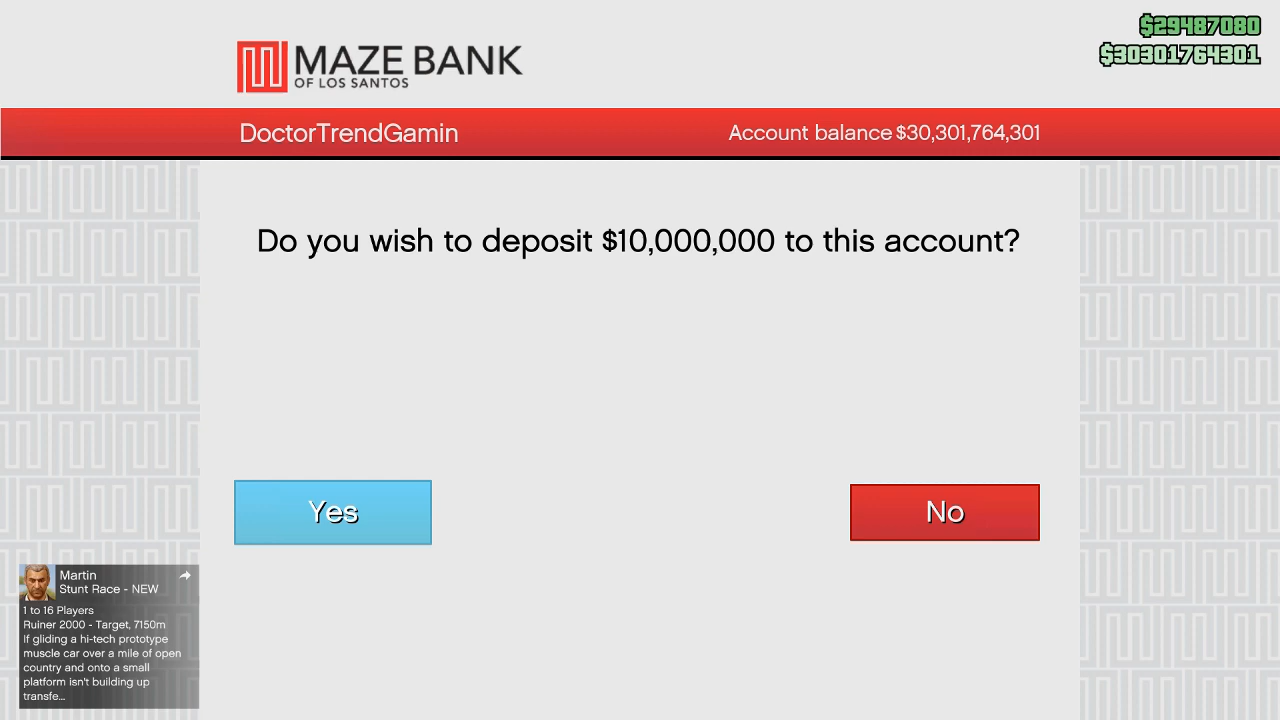 $29487080
$30301764301
MAZE BANK
OF LOS SANTOS
DoctorTrendGamin
Account balance $30,301,764,301
Do you wish to deposit $10,000,000 to this account?
Yes
No
Martin
Stunt Race - NEW
1 to 16 Players
Ruiner 2000 - Target, 7150m
If gliding a hi-tech prototype
muscle car over a mile of open
country and onto a small
platform isn't building up
transfe...